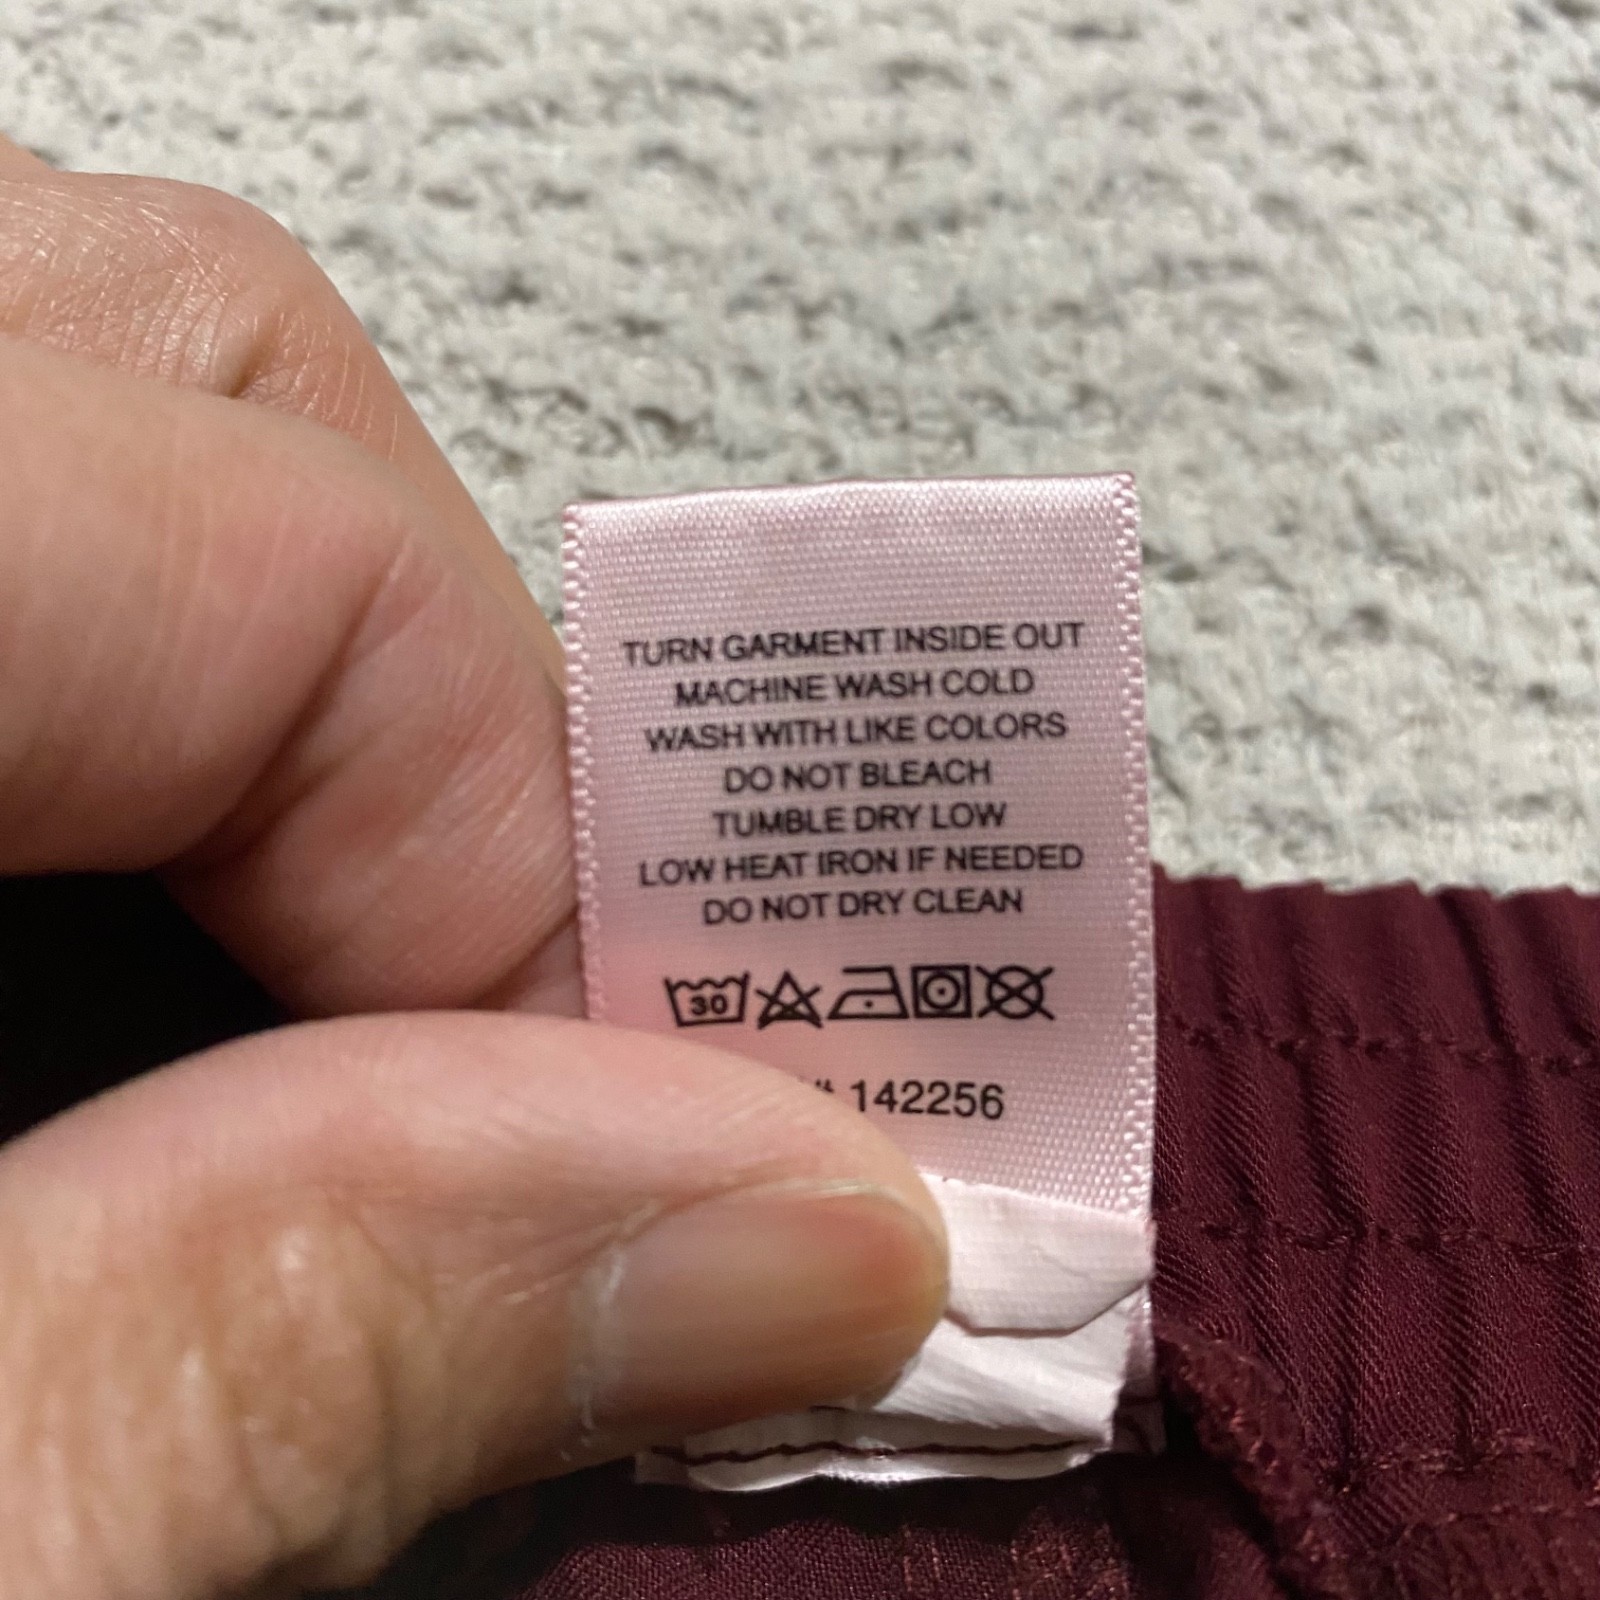 TURN GARMENT INSIDE OUT
MACHINE WASH COLD
WASH WITH LIKE COLORS
DO NOT BLEACH
TUMBLE DRY LOW
LOW HEAT IRON IF NEEDED
DO NOT DRY CLEAN
30
# 142256